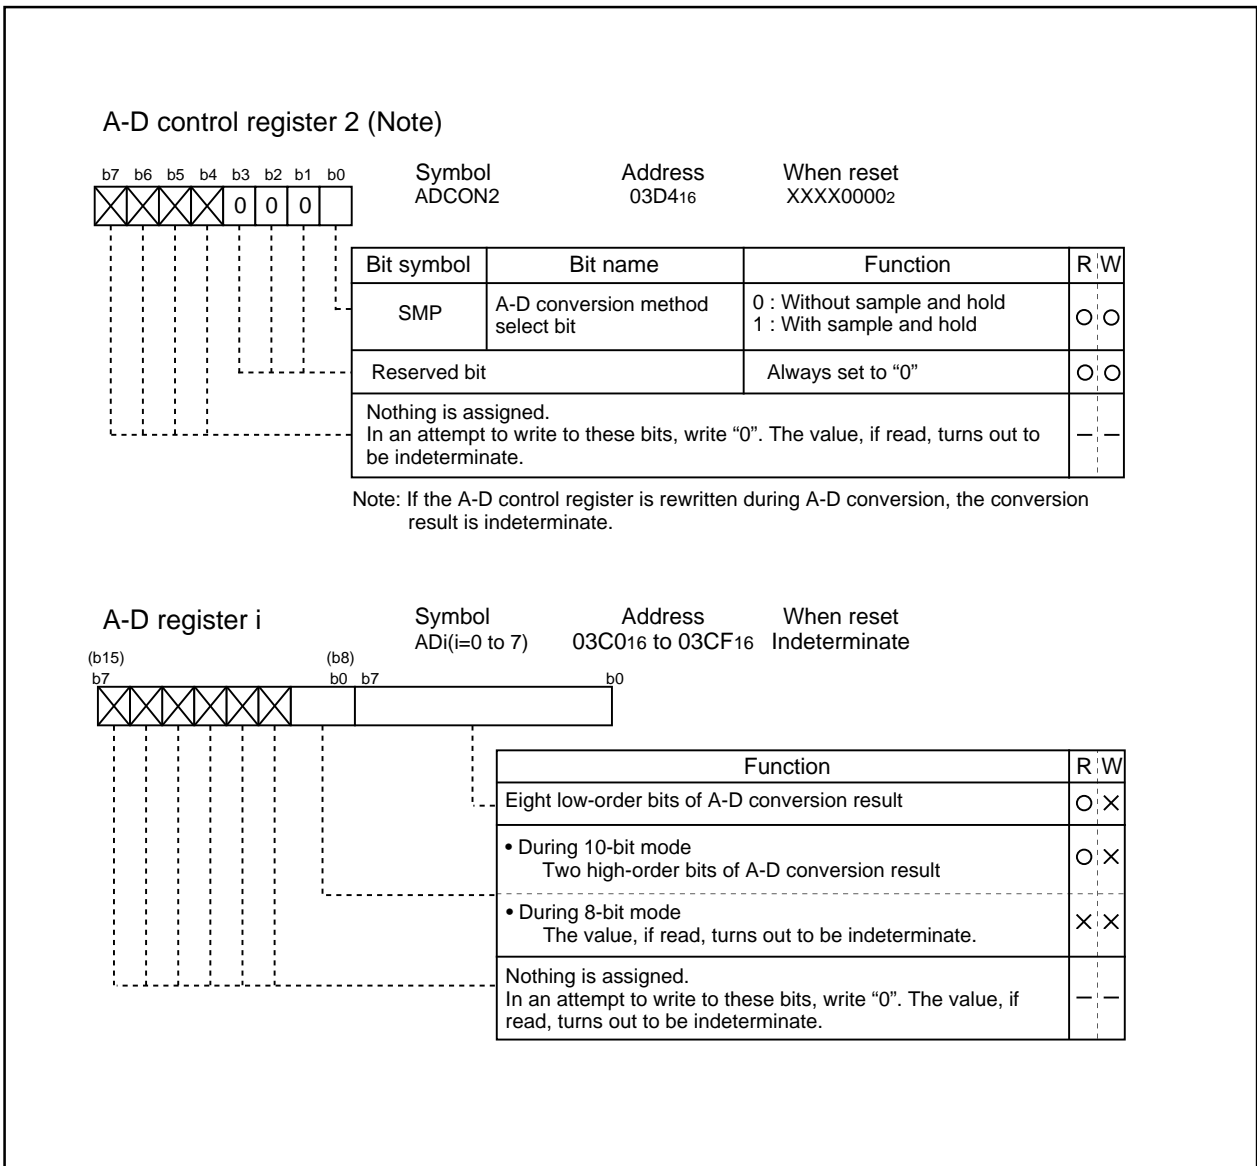 A-D control register 2 (Note)
b7 b6 b5 b4 b3 b2 b1 b0
0 0 0
Symbol Address When reset
ADCON2 03D416 XXXX00002
Bit symbol Bit name Function R W
SMP
A-D conversion method
select bit
0 : Without sample and hold
1 : With sample and hold
Reserved bit Always set to “0”
Nothing is assigned.
In an attempt to write to these bits, write “0”. The value, if read, turns out to
be indeterminate.
Note: If the A-D control register is rewritten during A-D conversion, the conversion
result is indeterminate.
A-D register i
Symbol Address When reset
ADi(i=0 to 7) 03C016 to 03CF16 Indeterminate
(b15) (b8)
b7 b0 b7 b0
Function R W
Eight low-order bits of A-D conversion result
• During 10-bit mode
Two high-order bits of A-D conversion result
• During 8-bit mode
The value, if read, turns out to be indeterminate.
Nothing is assigned.
In an attempt to write to these bits, write “0”. The value, if
read, turns out to be indeterminate.